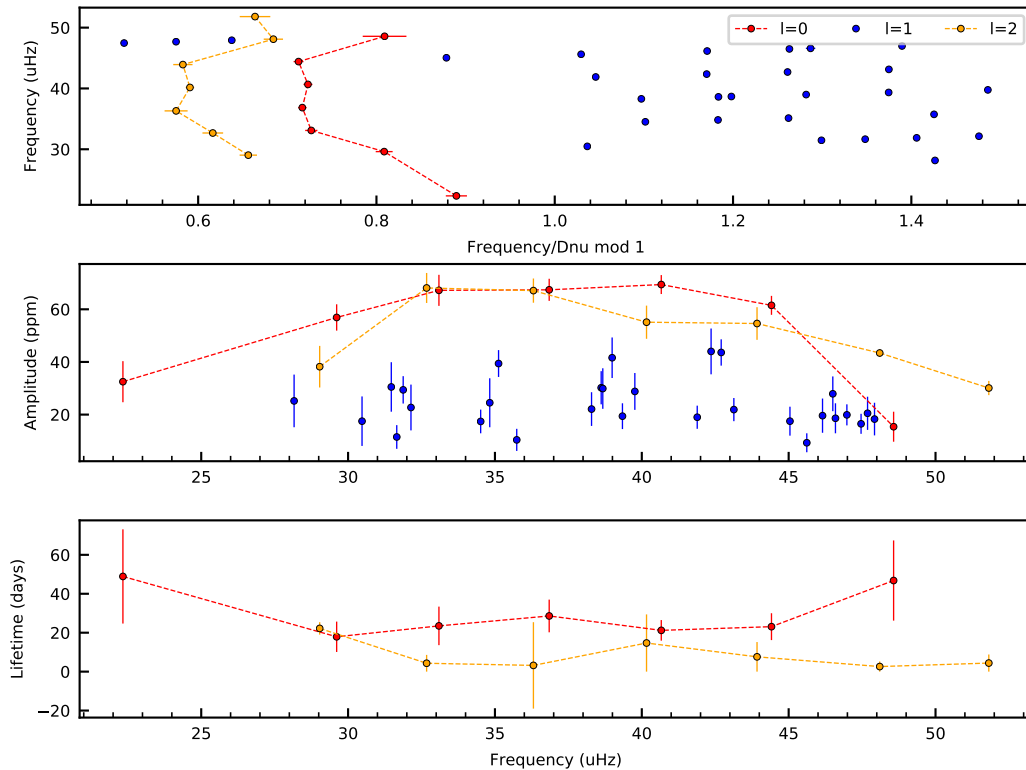 50
40
30
Frequency (uHz)
l=0 l=1 l=2
0.6 0.8 1.0 1.2 1.4
Frequency/Dnu mod 1
60
40
20
Amplitude (ppm)
25 30 35 40 45 50
60
40
20
0
−20
Lifetime (days)
25 30 35 40 45 50
Frequency (uHz)